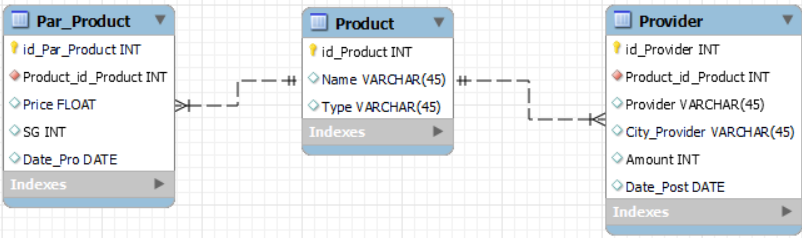 Par_Product
id_Par_Product INT
Product_id_Product INT
Price FLOAT
SG INT
Date_Pro DATE
Indexes
Product
id_Product INT
Name VARCHAR(45)
Type VARCHAR(45)
Indexes
Provider
id_Provider INT
Product_id_Product INT
Provider VARCHAR(45)
City_Provider VARCHAR(45)
Amount INT
Date_Post DATE
Indexes